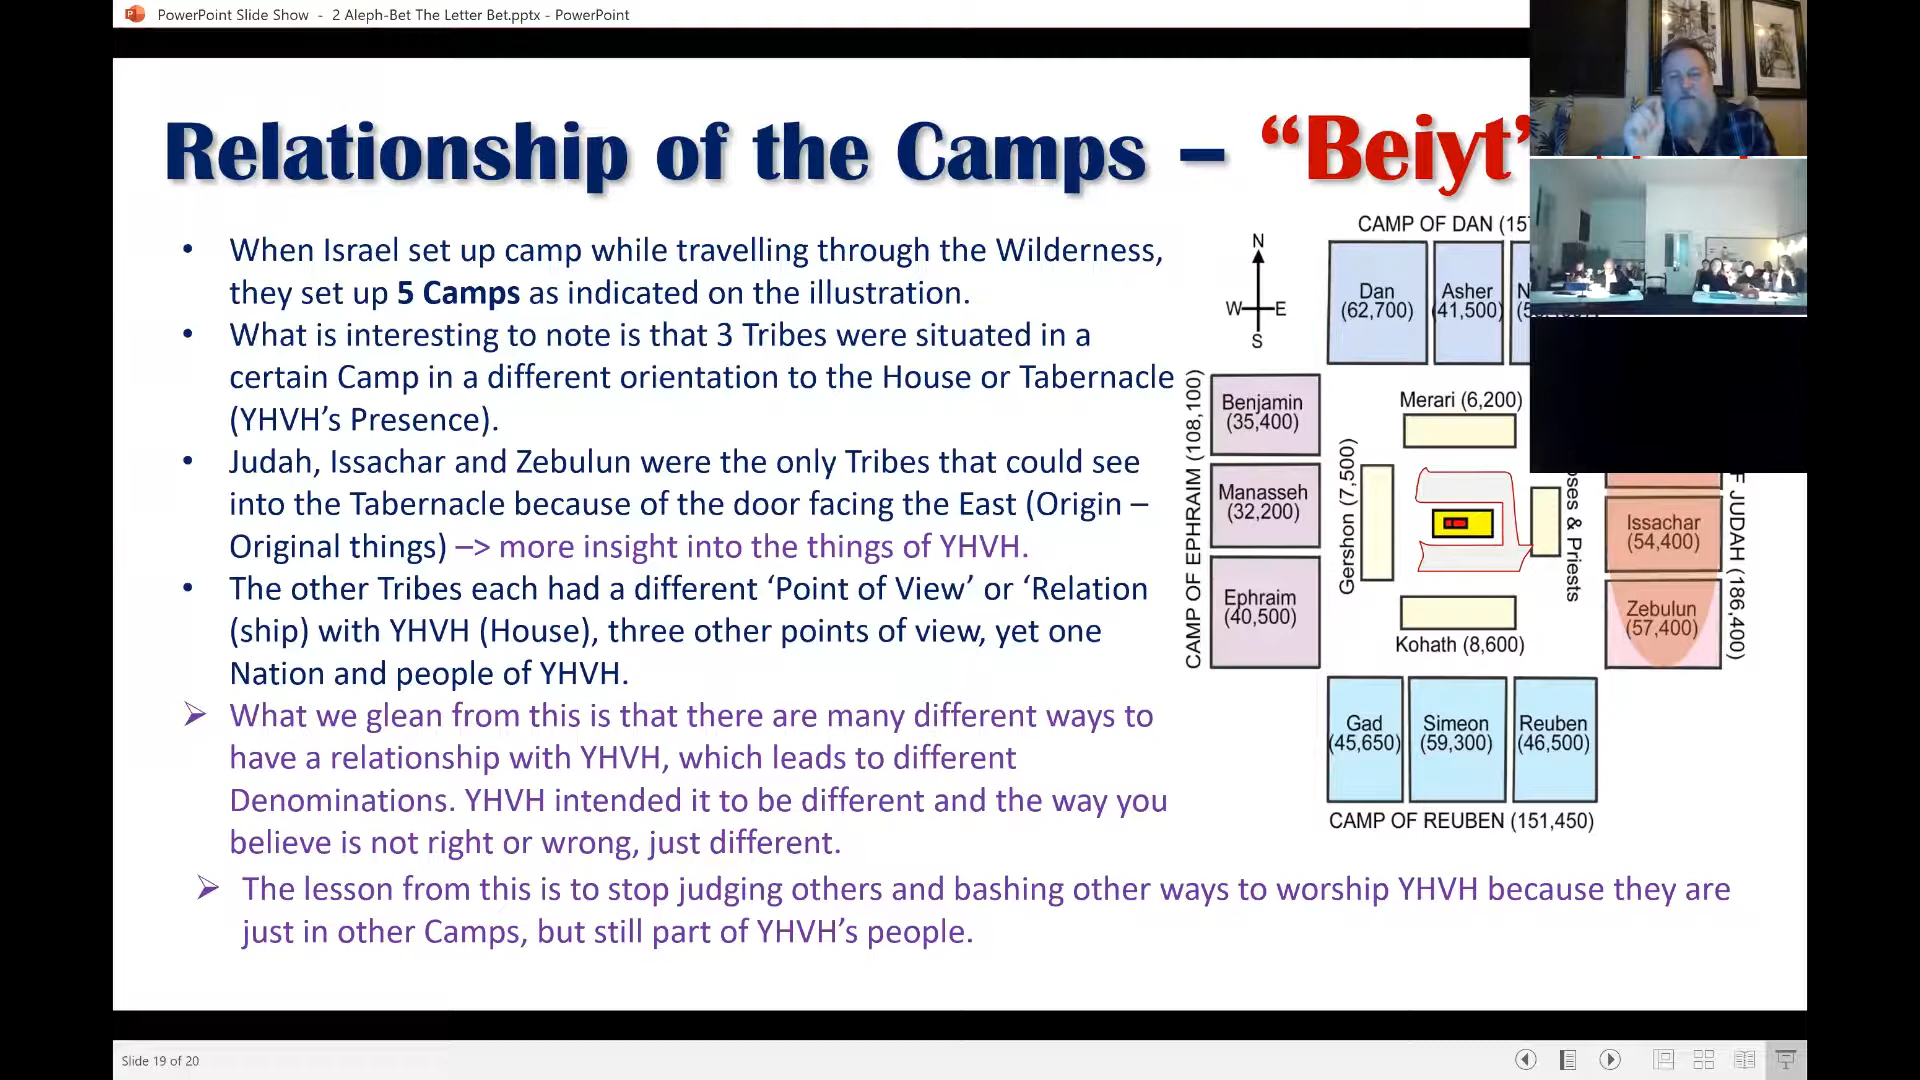 PowerPoint Slide Show - 2 Aleph-Bet The Letter Bet.pptx - PowerPoint
Relationship of the Camps – “Beiyt’
• When Israel set up camp while travelling through the Wilderness,
they set up 5 Camps as indicated on the illustration.
• What is interesting to note is that 3 Tribes were situated in a
certain Camp in a different orientation to the House or Tabernacle
(YHVH’s Presence).
• Judah, Issachar and Zebulun were the only Tribes that could see
into the Tabernacle because of the door facing the East (Origin –
Original things) –> more insight into the things of YHVH.
• The other Tribes each had a different ‘Point of View’ or ‘Relation
(ship) with YHVH (House), three other points of view, yet one
Nation and people of YHVH.
➢ What we glean from this is that there are many different ways to
have a relationship with YHVH, which leads to different
Denominations. YHVH intended it to be different and the way you
believe is not right or wrong, just different.
➢ The lesson from this is to stop judging others and bashing other ways to worship YHVH because they are
just in other Camps, but still part of YHVH’s people.
N
W E
S
CAMP OF DAN (15
Dan
(62,700)
Asher
(41,500)
N
CAMP OF EPHRAIM (108,100)
Benjamin
(35,400)
Manasseh
(32,200)
Ephraim
(40,500)
Merari (6,200)
Gershon (7,500)
& Priests
Kohath (8,600)
Issachar
(54,400)
Zebulun
(57,400)
F JUDAH (186,400)
Gad
(45,650)
Simeon
(59,300)
Reuben
(46,500)
CAMP OF REUBEN (151,450)
Slide 19 of 20